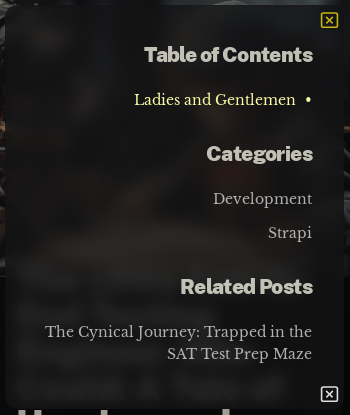 Table of Contents
Ladies and Gentlemen •
Categories
Development
Strapi
Related Posts
The Cynical Journey: Trapped in the
SAT Test Prep Maze